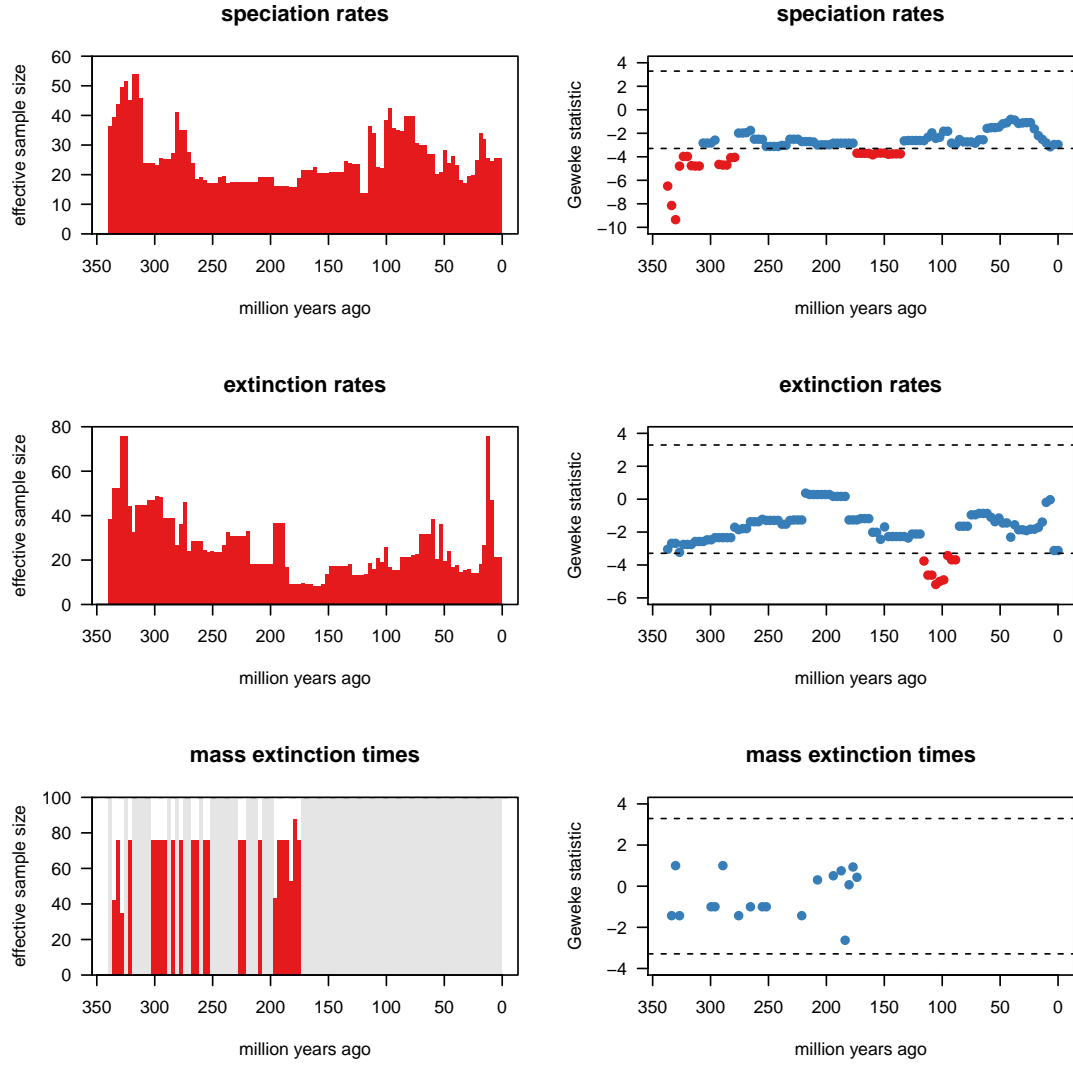 speciation rates
effective sample size
60
50
40
30
20
10
0
350 300 250 200 150 100 50 0
million years ago
speciation rates
Geweke statistic
4
2
0
−2
−4
−6
−8
−10
350 300 250 200 150 100 50 0
million years ago
extinction rates
effective sample size
80
60
40
20
0
350 300 250 200 150 100 50 0
million years ago
extinction rates
Geweke statistic
4
2
0
−2
−4
−6
350 300 250 200 150 100 50 0
million years ago
mass extinction times
effective sample size
100
80
60
40
20
0
350 300 250 200 150 100 50 0
million years ago
mass extinction times
Geweke statistic
4
2
0
−2
−4
350 300 250 200 150 100 50 0
million years ago